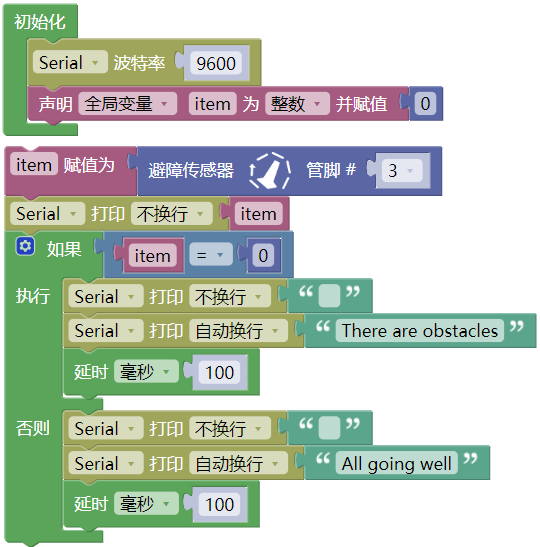 初始化
Serial 波特率 9600
声明 全局变量 item 为 整数 并赋值 0
item 赋值为 避障传感器 管脚 # 3
Serial 打印 不换行 item
如果 item = 0
执行 Serial 打印 不换行 “ ”
Serial 打印 自动换行 “ There are obstacles ”
延时 毫秒 100
否则 Serial 打印 不换行 “ ”
Serial 打印 自动换行 “ All going well ”
延时 毫秒 100